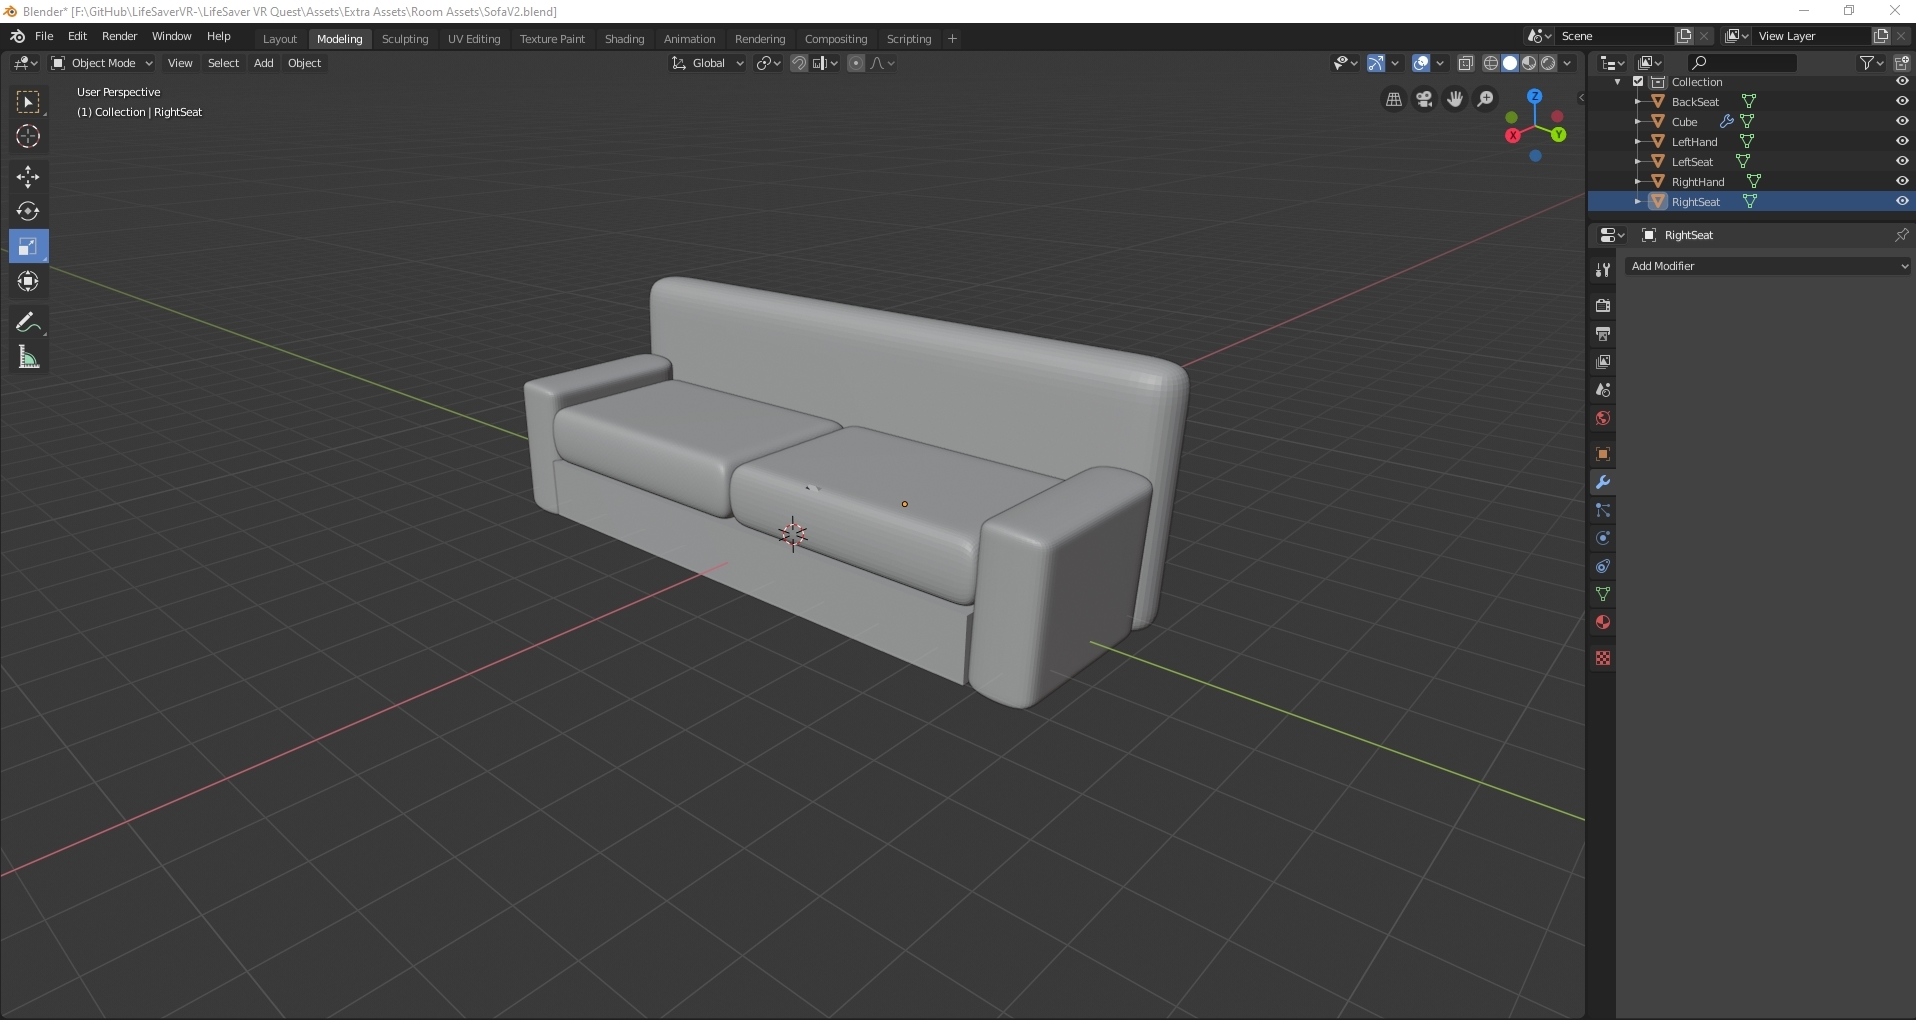 Blender* [F:\GitHub\LifeSaverVR-\LifeSaver VR Quest\Assets\Extra Assets\Room Assets\SofaV2.blend]
File Edit Render Window Help Layout Modeling Sculpting UV Editing Texture Paint Shading Animation Rendering Compositing Scripting + Scene View Layer
Object Mode View Select Add Object Global
User Perspective
(1) Collection | RightSeat
Z
X
Y
Collection
BackSeat
Cube
LeftHand
LeftSeat
RightHand
RightSeat
RightSeat
Add Modifier